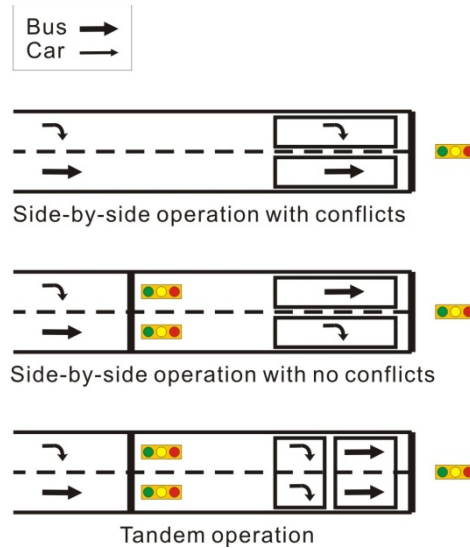 Bus
Car
Side-by-side operation with conflicts
Side-by-side operation with no conflicts
Tandem operation